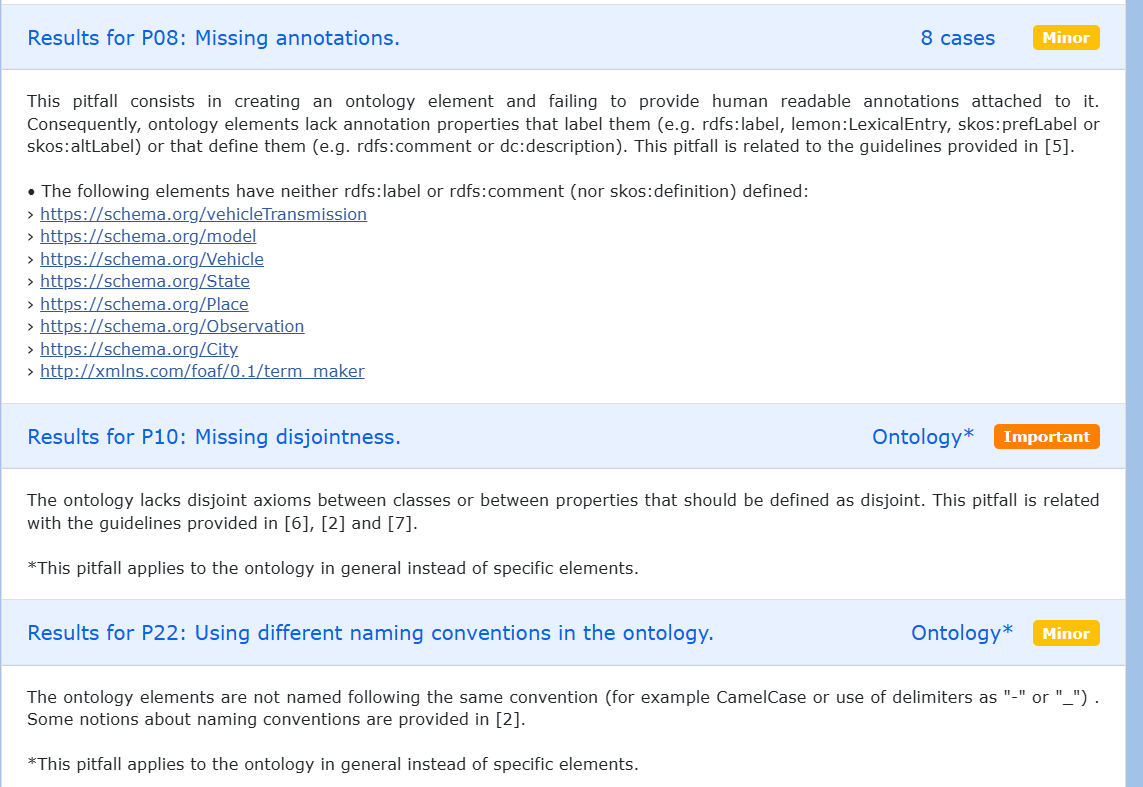 Results for P08: Missing annotations. 8 cases Minor
This pitfall consists in creating an ontology element and failing to provide human readable annotations attached to it.
Consequently, ontology elements lack annotation properties that label them (e.g. rdfs:label, lemon:LexicalEntry, skos:prefLabel or
skos:altLabel) or that define them (e.g. rdfs:comment or dc:description). This pitfall is related to the guidelines provided in [5].
• The following elements have neither rdfs:label or rdfs:comment (nor skos:definition) defined:
› https://schema.org/vehicleTransmission
› https://schema.org/model
› https://schema.org/Vehicle
› https://schema.org/State
› https://schema.org/Place
› https://schema.org/Observation
› https://schema.org/City
› http://xmlns.com/foaf/0.1/term_maker
Results for P10: Missing disjointness. Ontology* Important
The ontology lacks disjoint axioms between classes or between properties that should be defined as disjoint. This pitfall is related
with the guidelines provided in [6], [2] and [7].
*This pitfall applies to the ontology in general instead of specific elements.
Results for P22: Using different naming conventions in the ontology. Ontology* Minor
The ontology elements are not named following the same convention (for example CamelCase or use of delimiters as "-" or "_") .
Some notions about naming conventions are provided in [2].
*This pitfall applies to the ontology in general instead of specific elements.